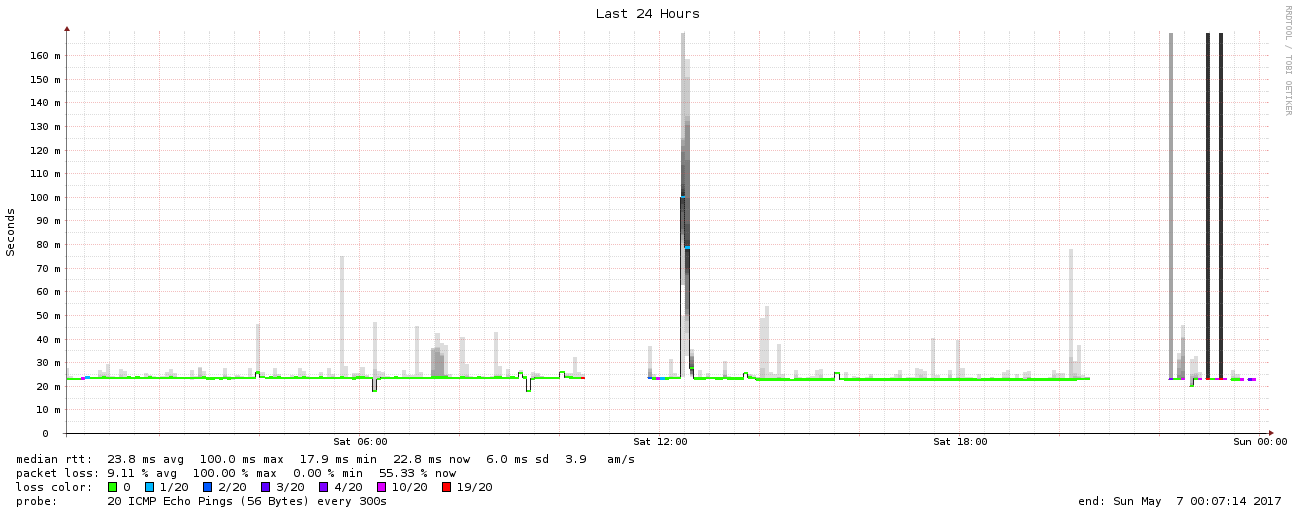 Last 24 Hours
RRDTOOL / TOBI OETIKER
Seconds
160 m
150 m
140 m
130 m
120 m
110 m
100 m
90 m
80 m
70 m
60 m
50 m
40 m
30 m
20 m
10 m
0
Sat 06:00 Sat 12:00 Sat 18:00 Sun 00:00
median rtt: 23.8 ms avg 100.0 ms max 17.9 ms min 22.8 ms now 6.0 ms sd 3.9 am/s
packet loss: 9.11 % avg 100.00 % max 0.00 % min 55.33 % now
loss color: 0 1/20 2/20 3/20 4/20 10/20 19/20
probe: 20 ICMP Echo Pings (56 Bytes) every 300s end: Sun May 7 00:07:14 2017